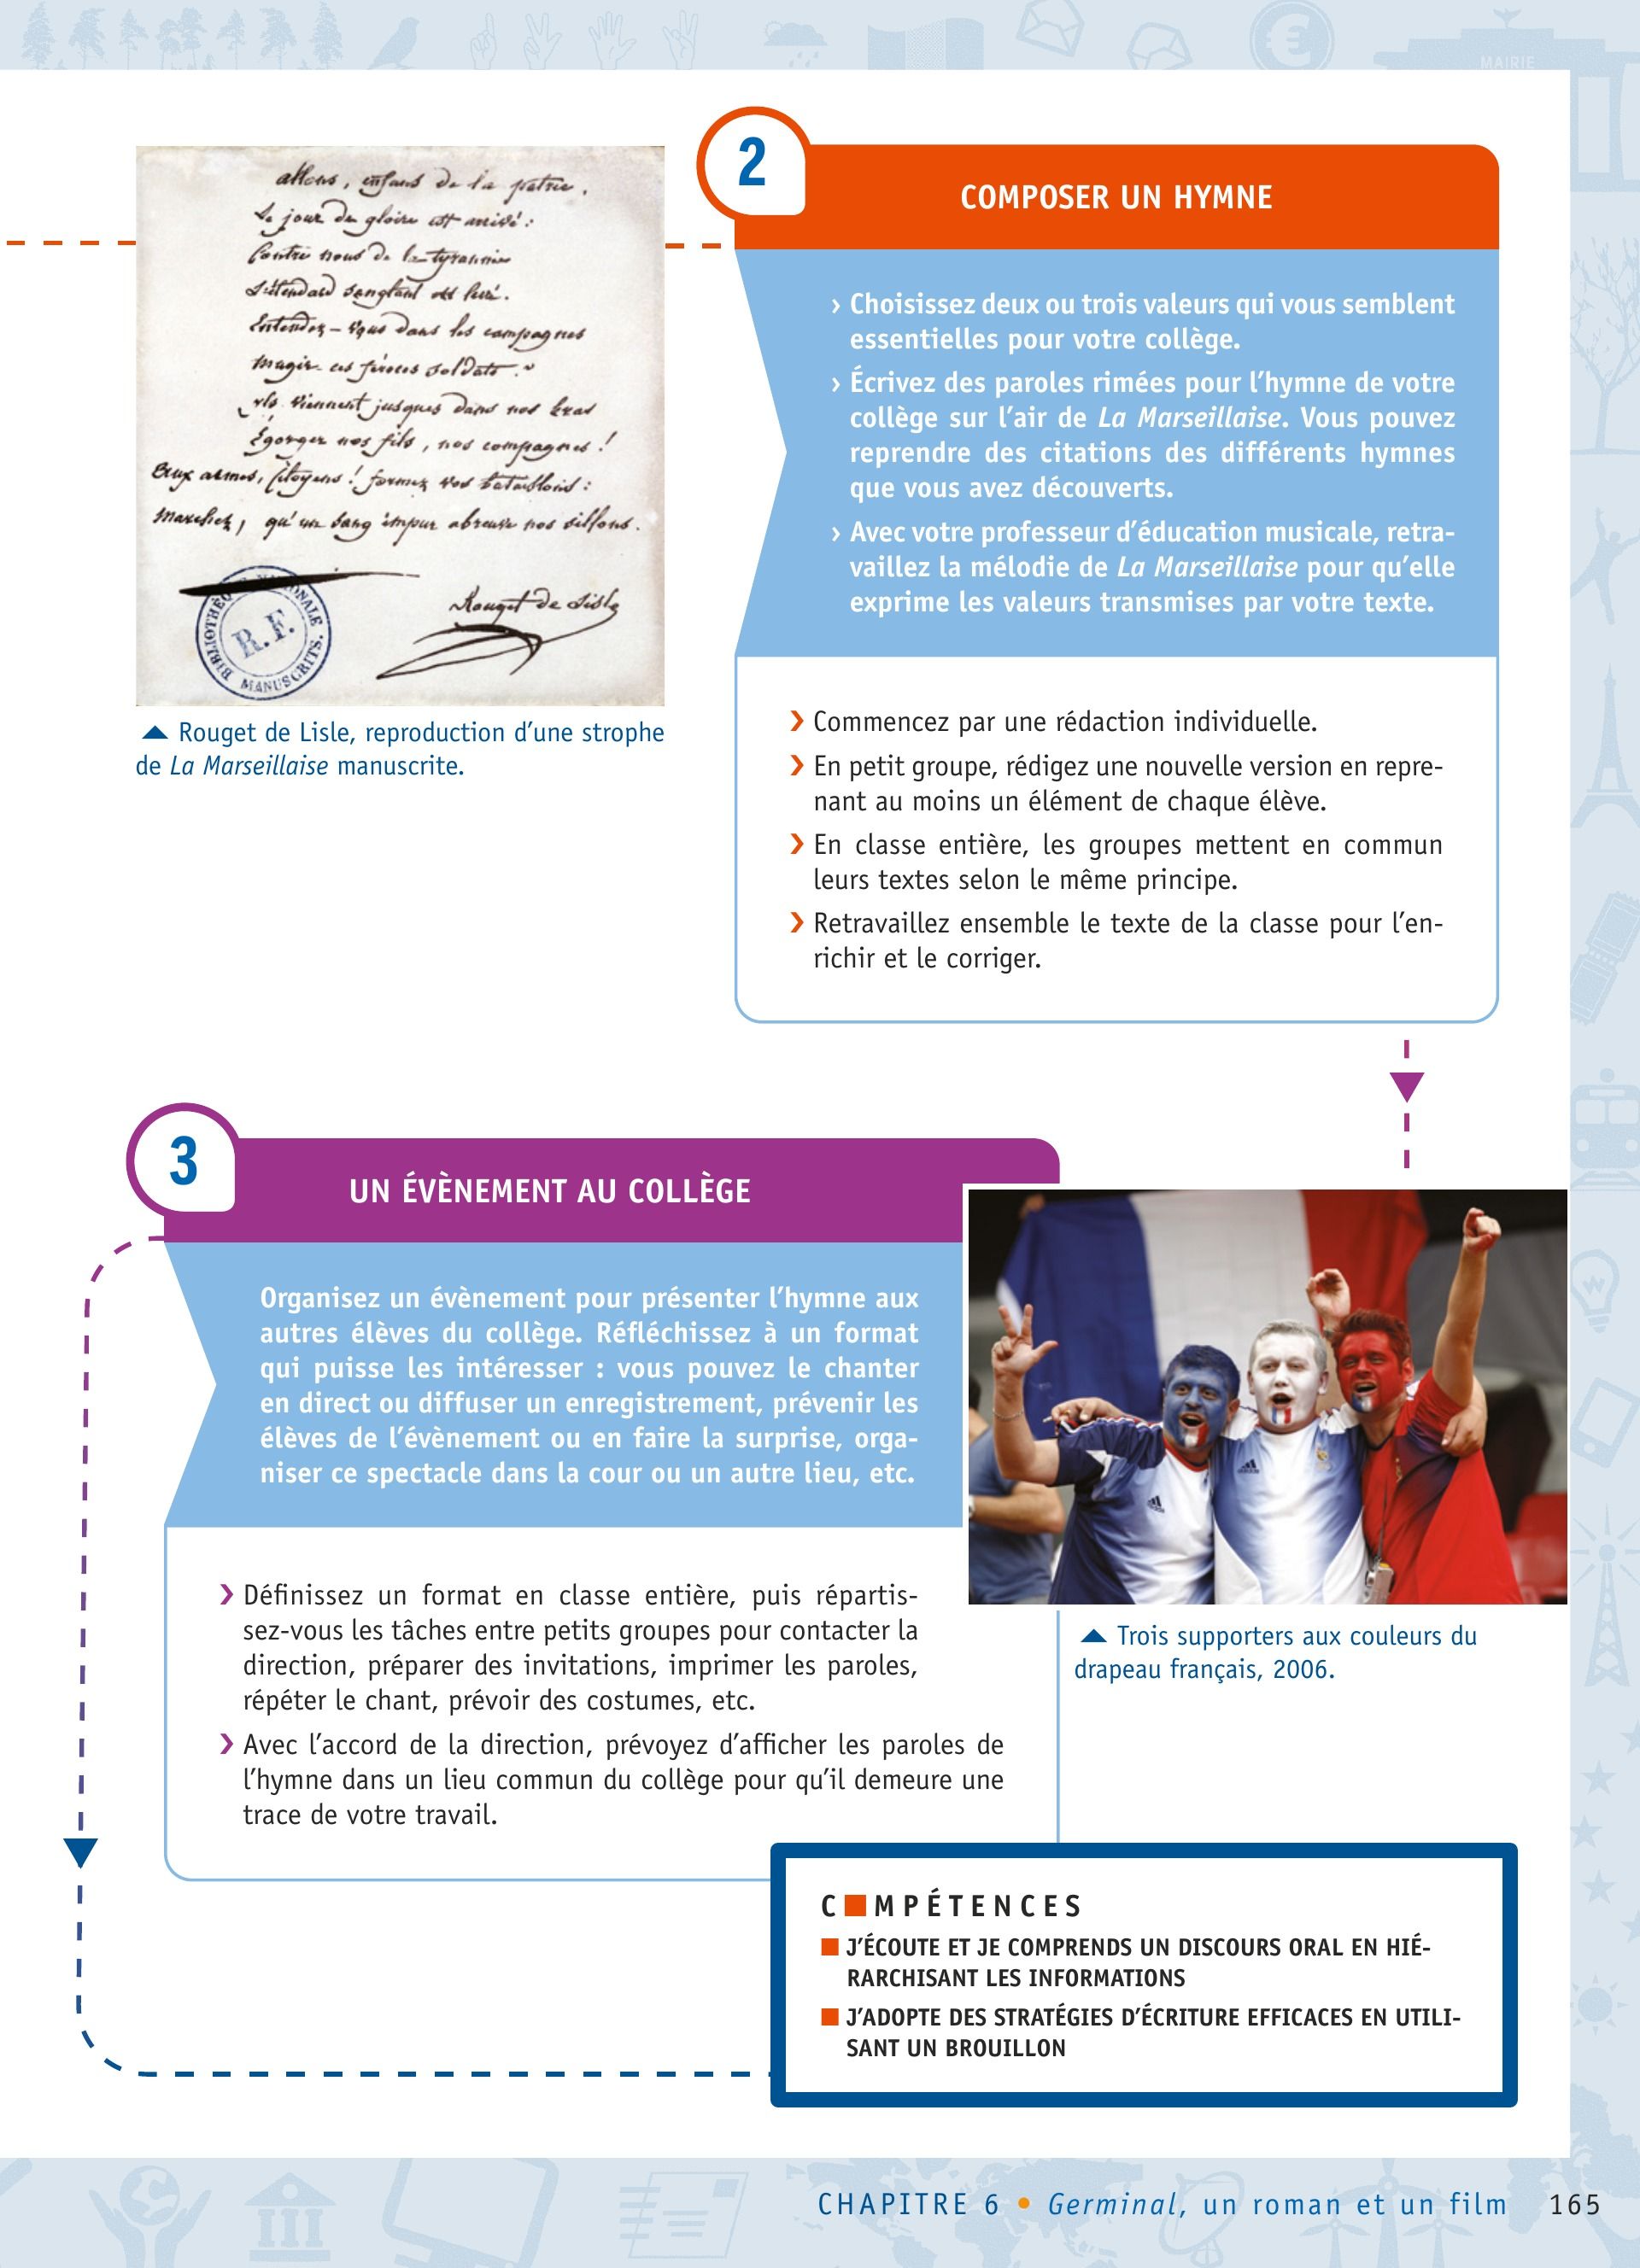 MAIRIE
allons, enfans de la patrie,
Le jour de gloire est arrivé :
Contre nous de la tyrannie
L'étendard sanglant est levé.
Entendez-vous dans les campagnes
mugir ces féroces soldats.
ils viennent jusques dans nos bras
Égorger nos fils, nos compagnes !
aux armes, Citoyens ! formez vos bataillons :
Marchez, qu'un sang impur abreuve nos sillons.
Rouget de Lisle
BIBLIOTHÈQUE NATIONALE
R.F.
MANUSCRITS.
Rouget de Lisle, reproduction d'une strophe
de La Marseillaise manuscrite.
2
COMPOSER UN HYMNE
› Choisissez deux ou trois valeurs qui vous semblent
essentielles pour votre collège.
› Écrivez des paroles rimées pour l'hymne de votre
collège sur l'air de La Marseillaise. Vous pouvez
reprendre des citations des différents hymnes
que vous avez découverts.
› Avec votre professeur d'éducation musicale, retra-
vaillez la mélodie de La Marseillaise pour qu'elle
exprime les valeurs transmises par votre texte.
› Commencez par une rédaction individuelle.
› En petit groupe, rédigez une nouvelle version en repre-
nant au moins un élément de chaque élève.
› En classe entière, les groupes mettent en commun
leurs textes selon le même principe.
› Retravaillez ensemble le texte de la classe pour l'en-
richir et le corriger.
3
UN ÉVÈNEMENT AU COLLÈGE
Organisez un évènement pour présenter l'hymne aux
autres élèves du collège. Réfléchissez à un format
qui puisse les intéresser : vous pouvez le chanter
en direct ou diffuser un enregistrement, prévenir les
élèves de l'évènement ou en faire la surprise, orga-
niser ce spectacle dans la cour ou un autre lieu, etc.
› Définissez un format en classe entière, puis répartis-
sez-vous les tâches entre petits groupes pour contacter la
direction, préparer des invitations, imprimer les paroles,
répéter le chant, prévoir des costumes, etc.
› Avec l'accord de la direction, prévoyez d'afficher les paroles de
l'hymne dans un lieu commun du collège pour qu'il demeure une
trace de votre travail.
Trois supporters aux couleurs du
drapeau français, 2006.
C■MPÉTENCES
■ J'ÉCOUTE ET JE COMPRENDS UN DISCOURS ORAL EN HIÉ-
RARCHISANT LES INFORMATIONS
■ J'ADOPTE DES STRATÉGIES D'ÉCRITURE EFFICACES EN UTILI-
SANT UN BROUILLON
CHAPITRE 6 • Germinal, un roman et un film 165